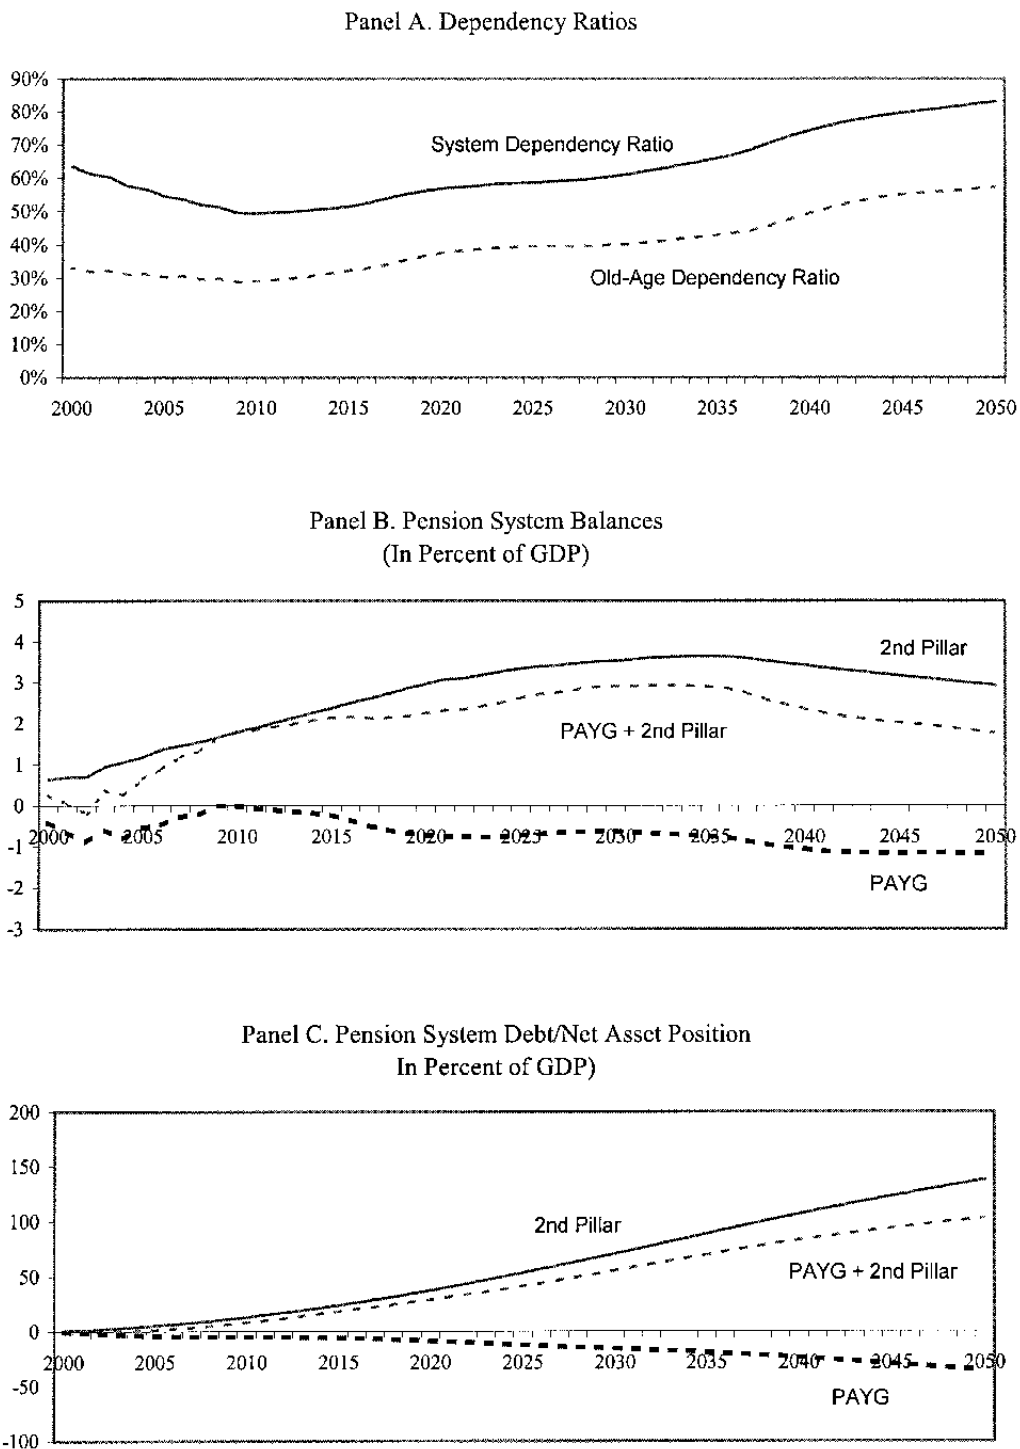 Panel A. Dependency Ratios
90%
80%
70%
60%
50%
40%
30%
20%
10%
0%
System Dependency Ratio
Old-Age Dependency Ratio
2000 2005 2010 2015 2020 2025 2030 2035 2040 2045 2050
Panel B. Pension System Balances
(In Percent of GDP)
5
4
3
2
1
0
-1
-2
-3
2nd Pillar
PAYG + 2nd Pillar
2000 2005 2010 2015 2020 2025 2030 2035 2040 2045 2050
PAYG
Panel C. Pension System Debt/Net Asset Position
In Percent of GDP)
200
150
100
50
0
-50
-100
2nd Pillar
PAYG + 2nd Pillar
2000 2005 2010 2015 2020 2025 2030 2035 2040 2045 2050
PAYG